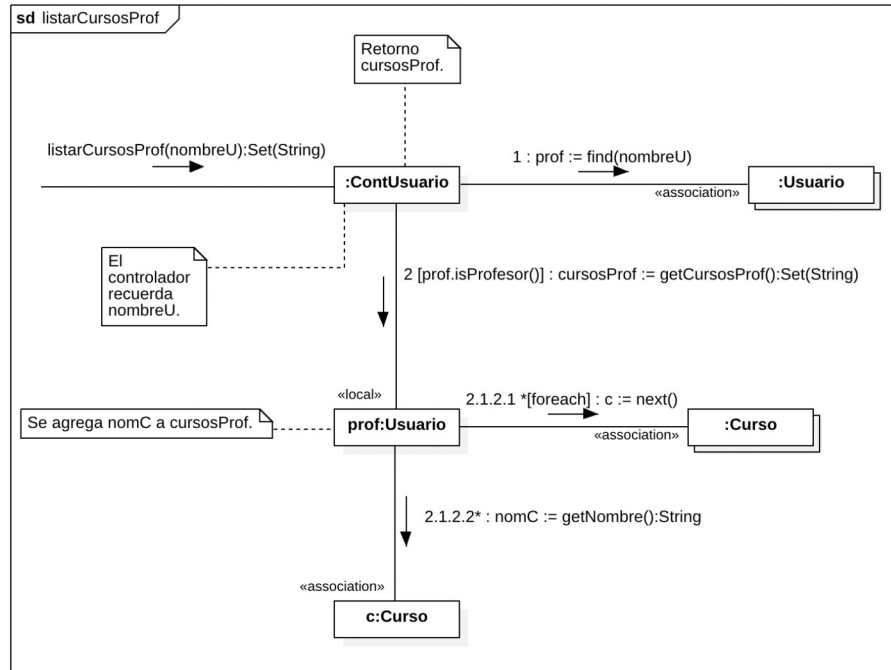 sd listarCursosProf
Retorno
cursosProf.
listarCursosProf(nombreU):Set(String)
1 : prof := find(nombreU)
:ContUsuario
«association»
:Usuario
El
controlador
recuerda
nombreU.
2 [prof.isProfesor()] : cursosProf := getCursosProf():Set(String)
«local»
2.1.2.1 *[foreach] : c := next()
Se agrega nomC a cursosProf.
prof:Usuario
«association»
:Curso
2.1.2.2* : nomC := getNombre():String
«association»
c:Curso